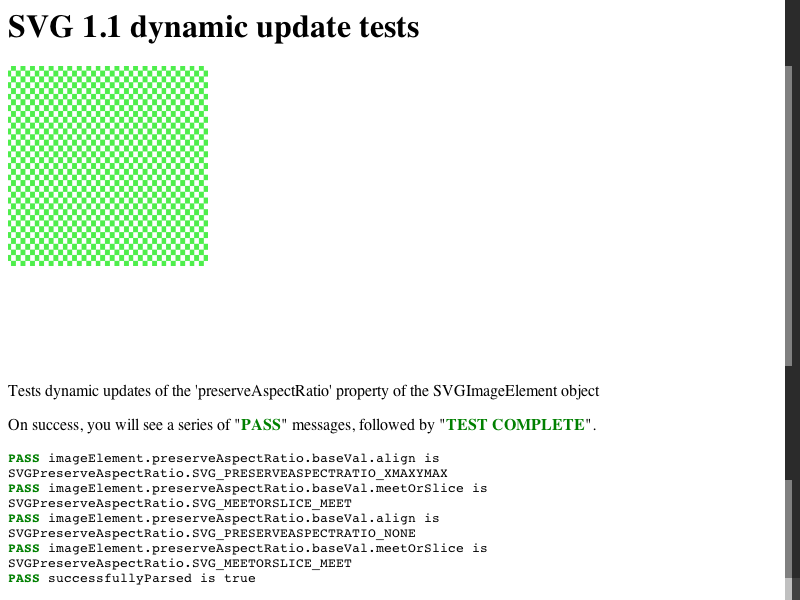 SVG 1.1 dynamic update tests
Tests dynamic updates of the 'preserveAspectRatio' property of the SVGImageElement object
On success, you will see a series of "PASS" messages, followed by "TEST COMPLETE".
PASS imageElement.preserveAspectRatio.baseVal.align is
SVGPreserveAspectRatio.SVG_PRESERVEASPECTRATIO_XMAXYMAX
PASS imageElement.preserveAspectRatio.baseVal.meetOrSlice is
SVGPreserveAspectRatio.SVG_MEETORSLICE_MEET
PASS imageElement.preserveAspectRatio.baseVal.align is
SVGPreserveAspectRatio.SVG_PRESERVEASPECTRATIO_NONE
PASS imageElement.preserveAspectRatio.baseVal.meetOrSlice is
SVGPreserveAspectRatio.SVG_MEETORSLICE_MEET
PASS successfullyParsed is true